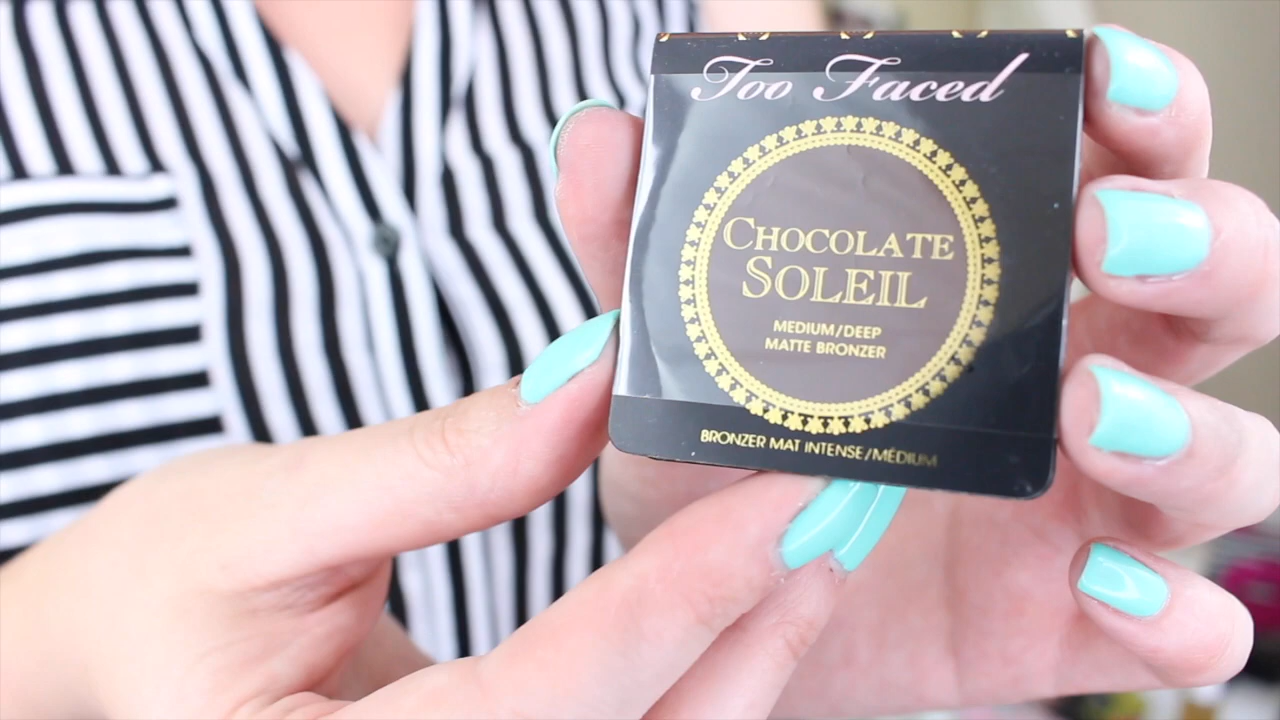 Too Faced
CHOCOLATE
SOLEIL
MEDIUM/DEEP
MATTE BRONZER
BRONZER MAT INTENSE/MÉDIUM